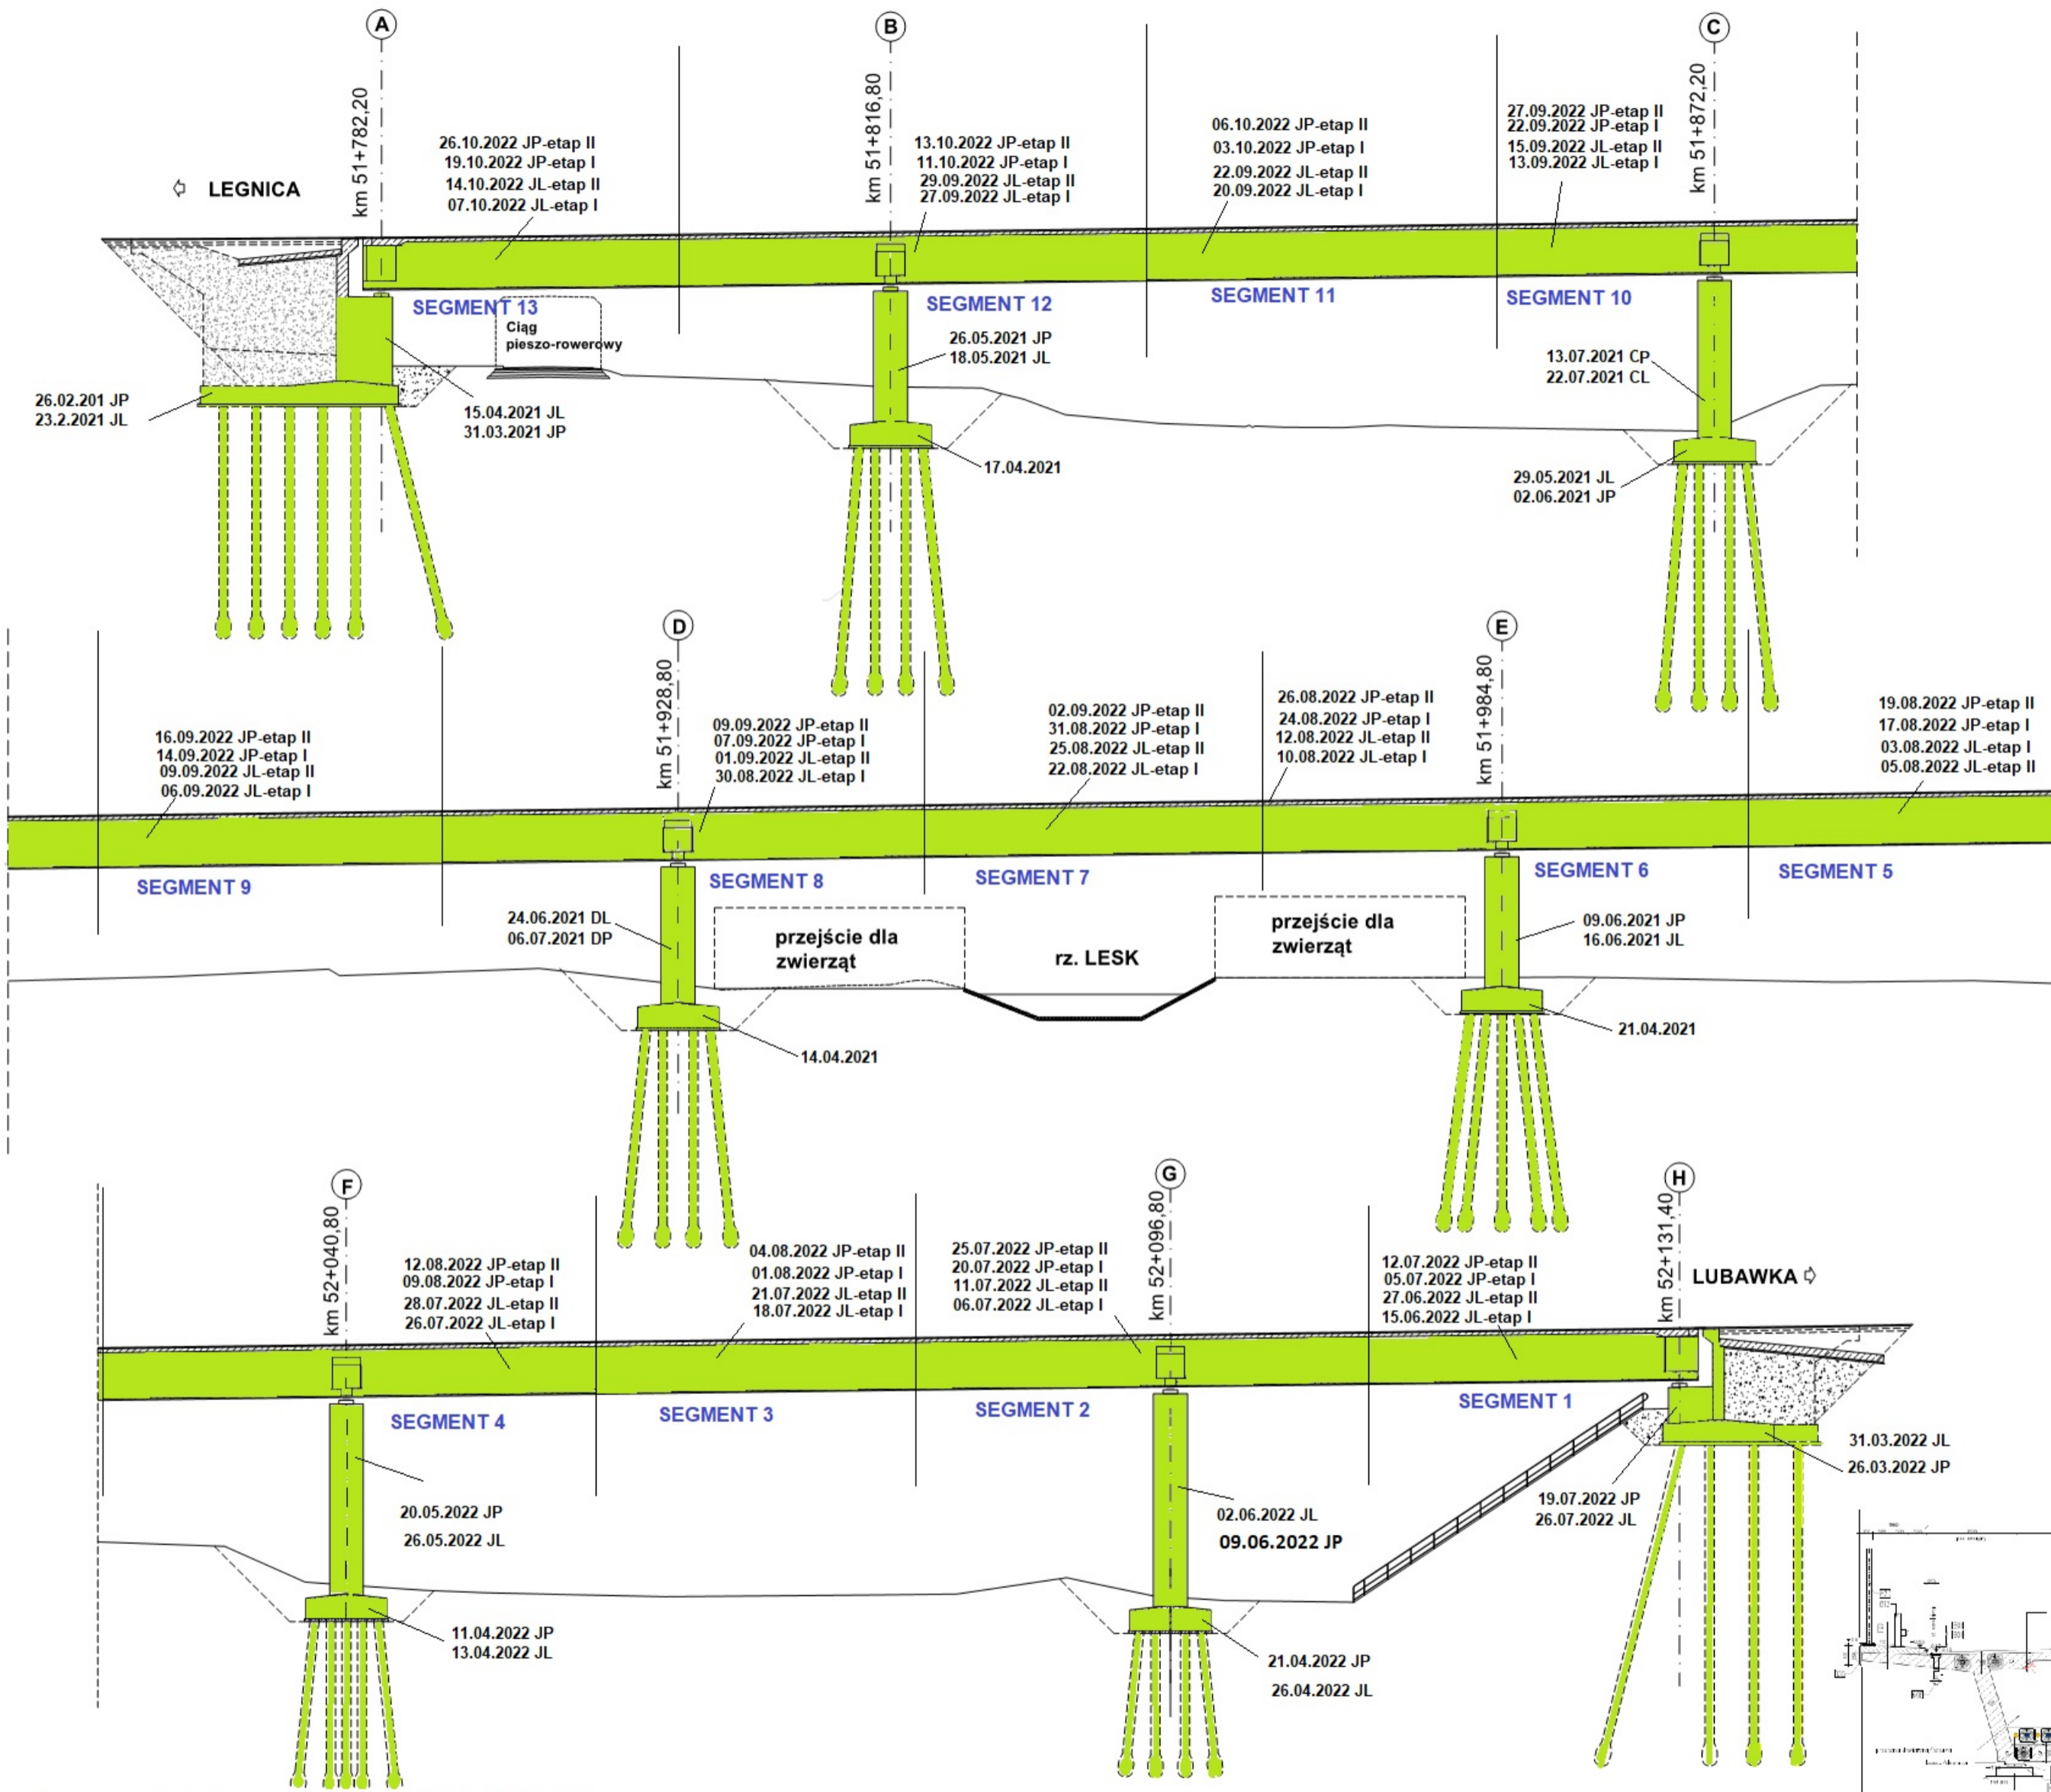 A
B
C
km 51+782,20
km 51+816,80
km 51+872,20
LEGNICA
26.10.2022 JP-etap II
19.10.2022 JP-etap I
14.10.2022 JL-etap II
07.10.2022 JL-etap I
13.10.2022 JP-etap II
11.10.2022 JP-etap I
29.09.2022 JL-etap II
27.09.2022 JL-etap I
06.10.2022 JP-etap II
03.10.2022 JP-etap I
22.09.2022 JL-etap II
20.09.2022 JL-etap I
27.09.2022 JP-etap II
22.09.2022 JP-etap I
15.09.2022 JL-etap II
13.09.2022 JL-etap I
SEGMENT 13
SEGMENT 12
SEGMENT 11
SEGMENT 10
Ciąg
pieszo-rowerowy
26.05.2021 JP
18.05.2021 JL
13.07.2021 CP
22.07.2021 CL
26.02.201 JP
23.2.2021 JL
15.04.2021 JL
31.03.2021 JP
17.04.2021
29.05.2021 JL
02.06.2021 JP
D
E
km 51+928,80
km 51+984,80
16.09.2022 JP-etap II
14.09.2022 JP-etap I
09.09.2022 JL-etap II
06.09.2022 JL-etap I
09.09.2022 JP-etap II
07.09.2022 JP-etap I
01.09.2022 JL-etap II
30.08.2022 JL-etap I
02.09.2022 JP-etap II
31.08.2022 JP-etap I
25.08.2022 JL-etap II
22.08.2022 JL-etap I
26.08.2022 JP-etap II
24.08.2022 JP-etap I
12.08.2022 JL-etap II
10.08.2022 JL-etap I
19.08.2022 JP-etap II
17.08.2022 JP-etap I
03.08.2022 JL-etap I
05.08.2022 JL-etap II
SEGMENT 9
SEGMENT 8
SEGMENT 7
SEGMENT 6
SEGMENT 5
24.06.2021 DL
06.07.2021 DP
przejście dla
zwierząt
rz. LESK
przejście dla
zwierząt
09.06.2021 JP
16.06.2021 JL
14.04.2021
21.04.2021
F
G
H
km 52+040,80
km 52+096,80
km 52+131,40
LUBAWKA
12.08.2022 JP-etap II
09.08.2022 JP-etap I
28.07.2022 JL-etap II
26.07.2022 JL-etap I
04.08.2022 JP-etap II
01.08.2022 JP-etap I
21.07.2022 JL-etap II
18.07.2022 JL-etap I
25.07.2022 JP-etap II
20.07.2022 JP-etap I
11.07.2022 JL-etap II
06.07.2022 JL-etap I
12.07.2022 JP-etap II
05.07.2022 JP-etap I
27.06.2022 JL-etap II
15.06.2022 JL-etap I
SEGMENT 4
SEGMENT 3
SEGMENT 2
SEGMENT 1
31.03.2022 JL
26.03.2022 JP
20.05.2022 JP
26.05.2022 JL
02.06.2022 JL
09.06.2022 JP
19.07.2022 JP
26.07.2022 JL
11.04.2022 JP
13.04.2022 JL
21.04.2022 JP
26.04.2022 JL